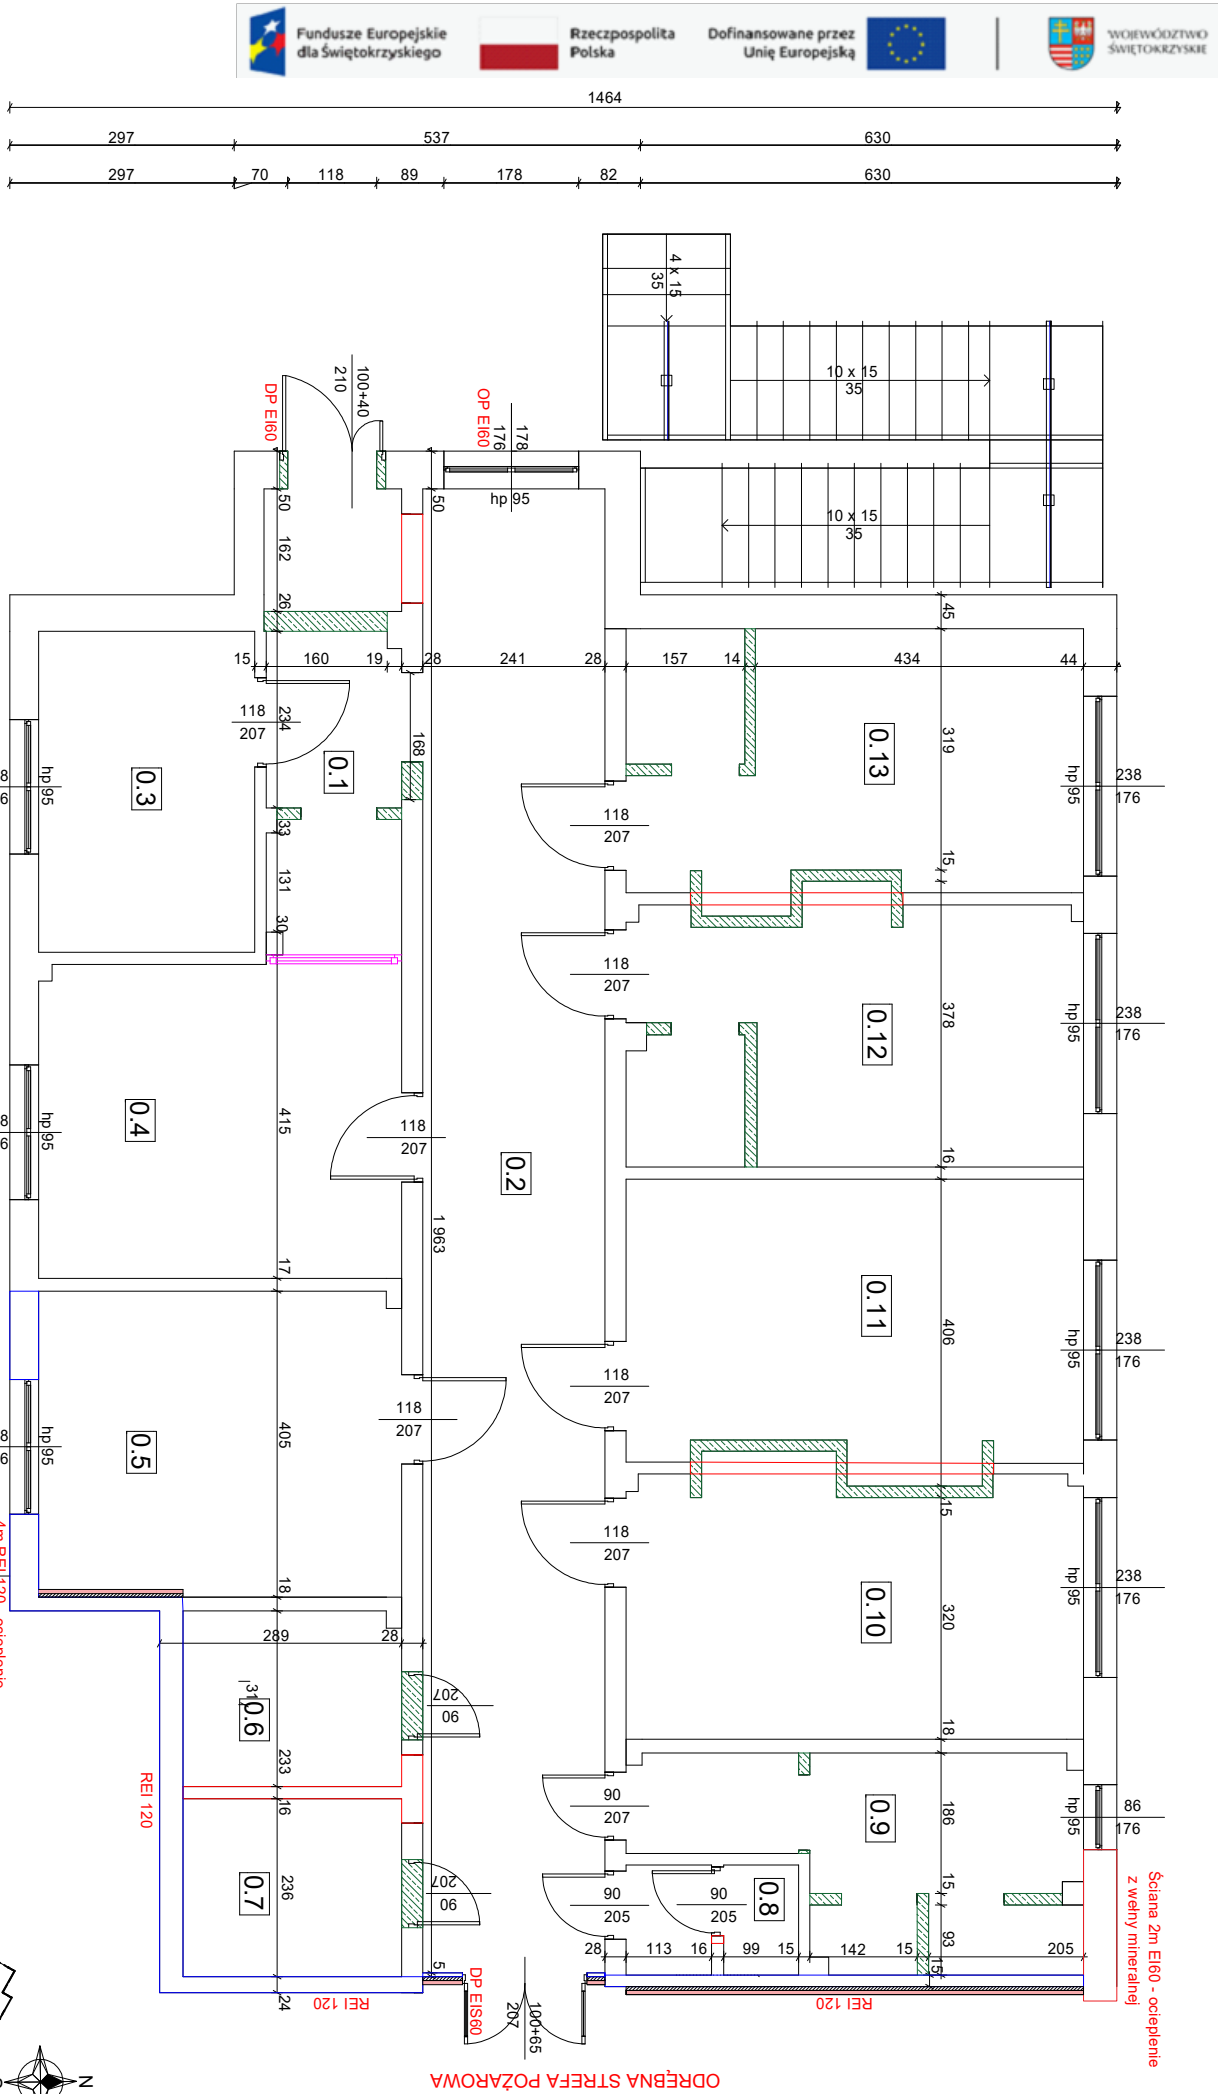 Fundusze Europejskie
dla Świętokrzyskiego
Rzeczpospolita
Polska
Dofinansowane przez
Unię Europejską
WOJEWÓDZTWO
ŚWIĘTOKRZYSKIE
1464
297 537 630
297 70 118 89 178 82 630
4 x 15
35
10 x 15
35
10 x 15
35
100+40
210
DP EI60
OP EI60
178
176
hp 95
50
50
162
26
45
15 160 19 28 241 28 157 14 434 44
118
207
234
168
0.1
0.3
hp 95
8
6
33
131
30
118
207
0.13
319
hp 95
238
176
15
118
207
0.12
378
hp 95
238
176
16
0.4
hp 95
8
6
415
118
207
0.2
1 963
17
0.11
406
hp 95
238
176
118
207
0.5
hp 95
8
6
405
118
207
15
118
207
0.10
320
hp 95
238
176
18
18
4m REI 120 - ocieplenie
289 28
0.6
207
90
233
16
REI 120
0.7
236
207
90
90
207
0.9
186
hp 95
86
176
15
93
15
90
205
90
205
0.8
28 113 16 99 15 142 15 205
5
24
REI 120
DP EIS60
100+65
207
REI 120
Ściana 2m EI60 - ocieplenie
z wełny mineralnej
ODRĘBNA STREFA POŻAROWA
N